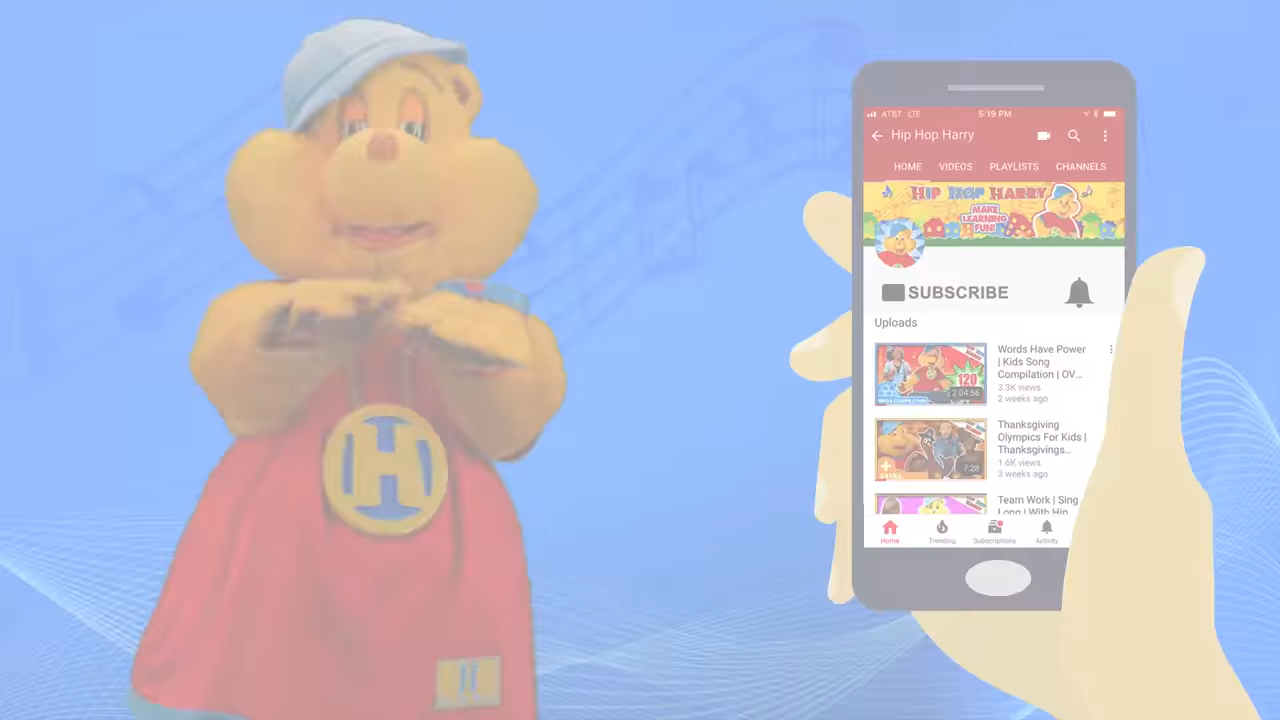 H
AT&T LTE 5:19 PM
Hip Hop Harry
HOME VIDEOS PLAYLISTS CHANNELS
HIP HOP HARRY
MAKE
LEARNING
FUN!
SUBSCRIBE
Uploads
Words Have Power
| Kids Song
Compilation | OV...
3.3K views
2 weeks ago
120
2:04:56
Thanksgiving
Olympics For Kids |
Thanksgivings...
1.6K views
3 weeks ago
7:28
Team Work | Sing
Long | With Hip
Home Trending Subscriptions Activity